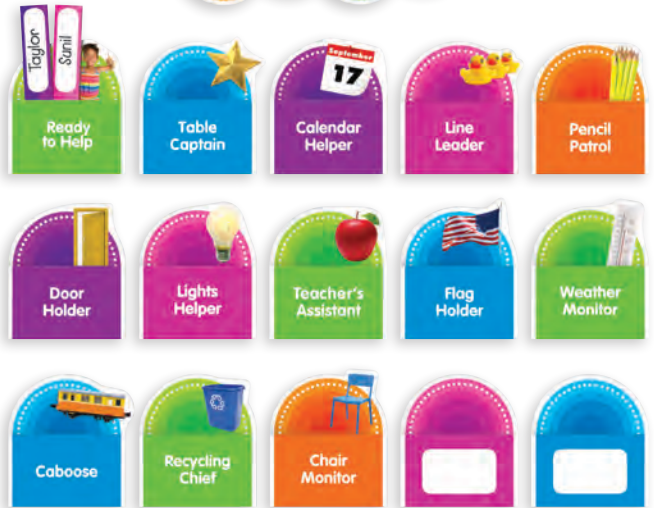 Taylor
Sunil
Ready
to Help
Table
Captain
September
17
Calendar
Helper
Line
Leader
Pencil
Patrol
Door
Holder
Lights
Helper
Teacher's
Assistant
Flag
Holder
Weather
Monitor
Caboose
Recycling
Chief
Chair
Monitor